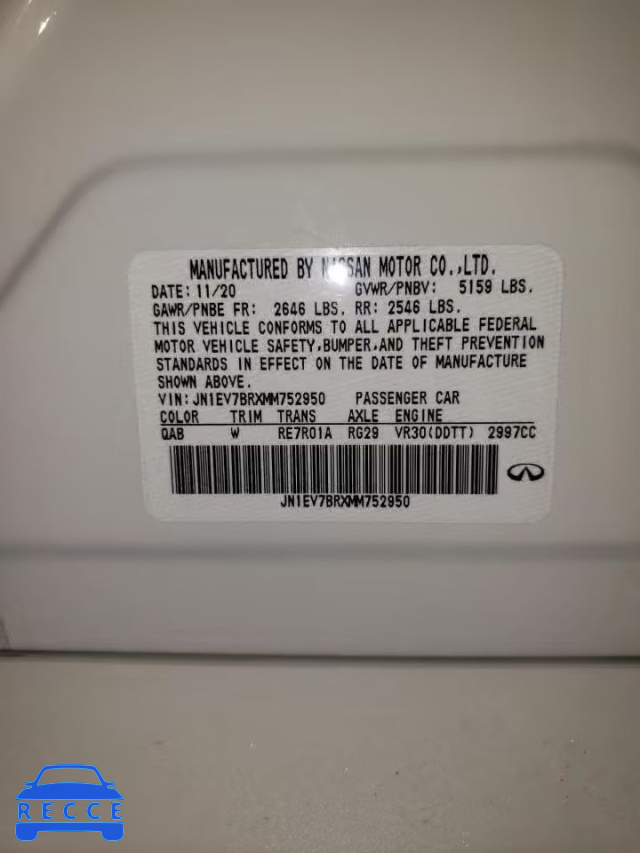 MANUFACTURED BY NISSAN MOTOR CO.,LTD.
DATE: 11/20 GVWR/PNBV: 5159 LBS.
GAWR/PNBE FR: 2646 LBS. RR: 2546 LBS.
THIS VEHICLE CONFORMS TO ALL APPLICABLE FEDERAL
MOTOR VEHICLE SAFETY,BUMPER,AND THEFT PREVENTION
STANDARDS IN EFFECT ON THE DATE OF MANUFACTURE
SHOWN ABOVE.
VIN: JN1EV7BRXMM752950 PASSENGER CAR
COLOR TRIM TRANS AXLE ENGINE
QAB W RE7R01A RG29 VR30(DDTT) 2997CC
JN1EV7BRXMM752950
RECCE